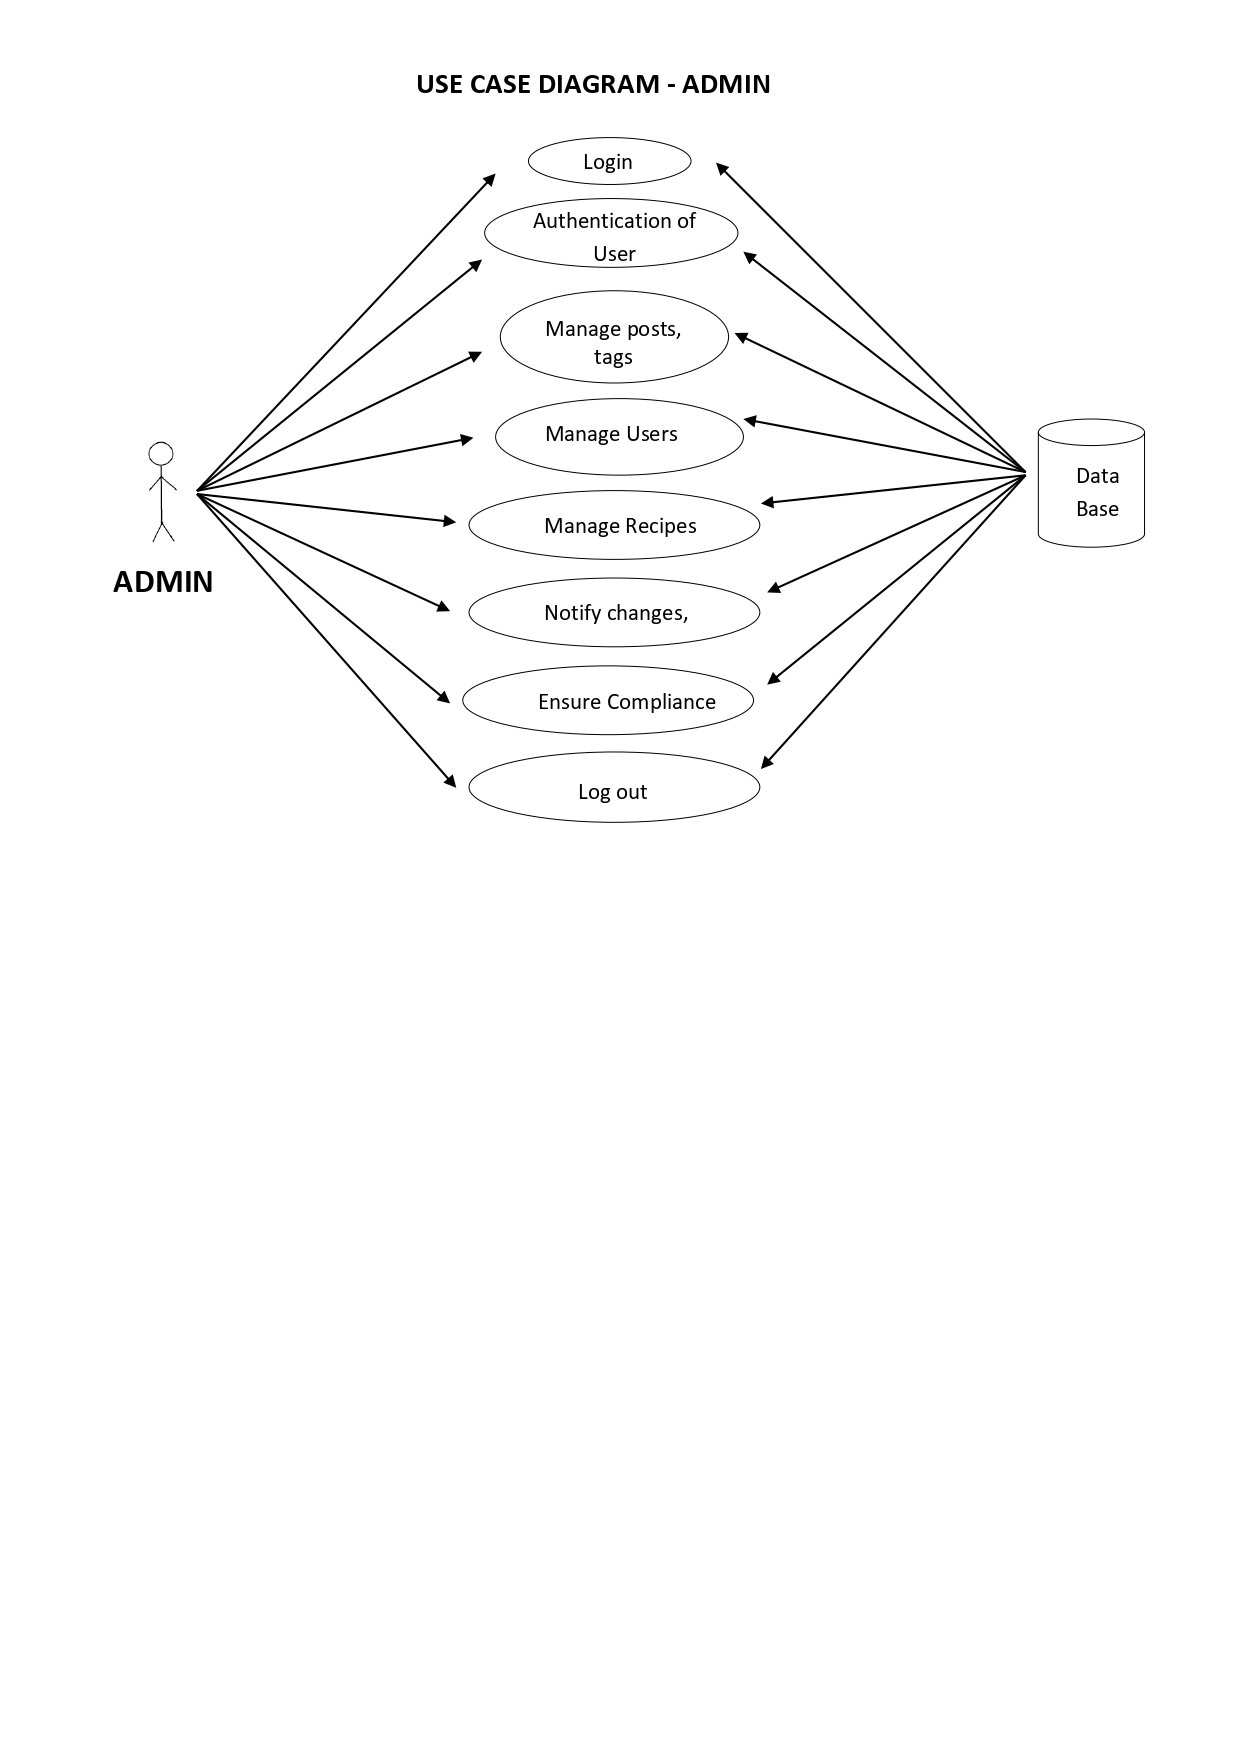 USE CASE DIAGRAM - ADMIN
Login
Authentication of
User
Manage posts,
tags
Manage Users
Data
Base
Manage Recipes
ADMIN
Notify changes,
Ensure Compliance
Log out